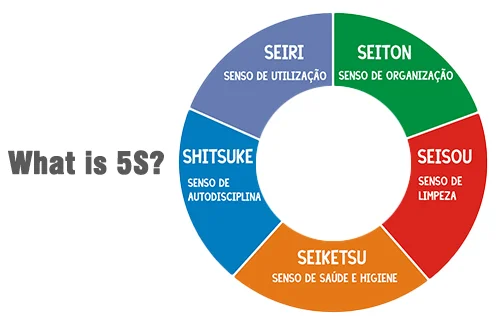 What is 5S?
SEIRI
SENSO DE UTILIZAÇÃO
SEITON
SENSO DE ORGANIZAÇÃO
SEISOU
SENSO DE
LIMPEZA
SEIKETSU
SENSO DE SAÚDE E HIGIENE
SHITSUKE
SENSO DE
AUTODISCIPLINA